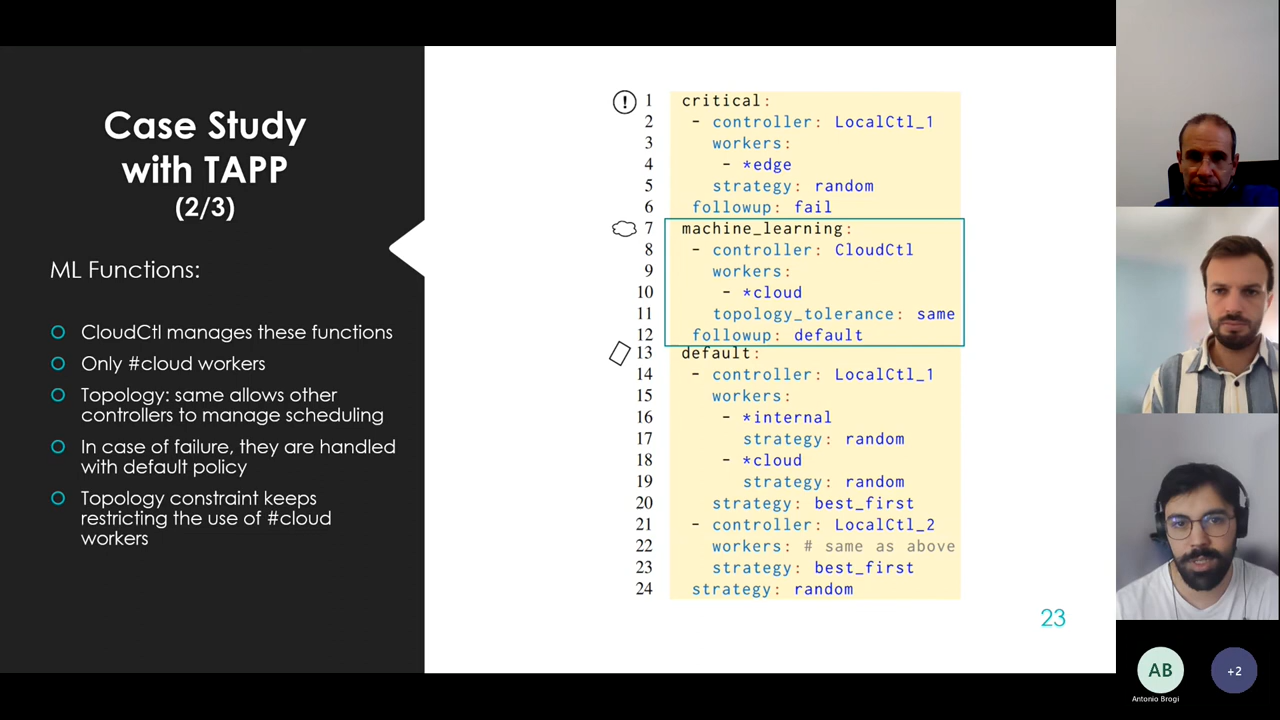 Case Study
with TAPP
(2/3)
ML Functions:
CloudCtl manages these functions
Only #cloud workers
Topology: same allows other
controllers to manage scheduling
In case of failure, they are handled
with default policy
Topology constraint keeps
restricting the use of #cloud
workers
! 1 critical:
2 - controller: LocalCtl_1
3 workers:
4 - *edge
5 strategy: random
6 followup: fail
7 machine_learning:
8 - controller: CloudCtl
9 workers:
10 - *cloud
11 topology_tolerance: same
12 followup: default
13 default:
14 - controller: LocalCtl_1
15 workers:
16 - *internal
17 strategy: random
18 - *cloud
19 strategy: random
20 strategy: best_first
21 - controller: LocalCtl_2
22 workers: # same as above
23 strategy: best_first
24 strategy: random
23
AB
Antonio Brogi
+2